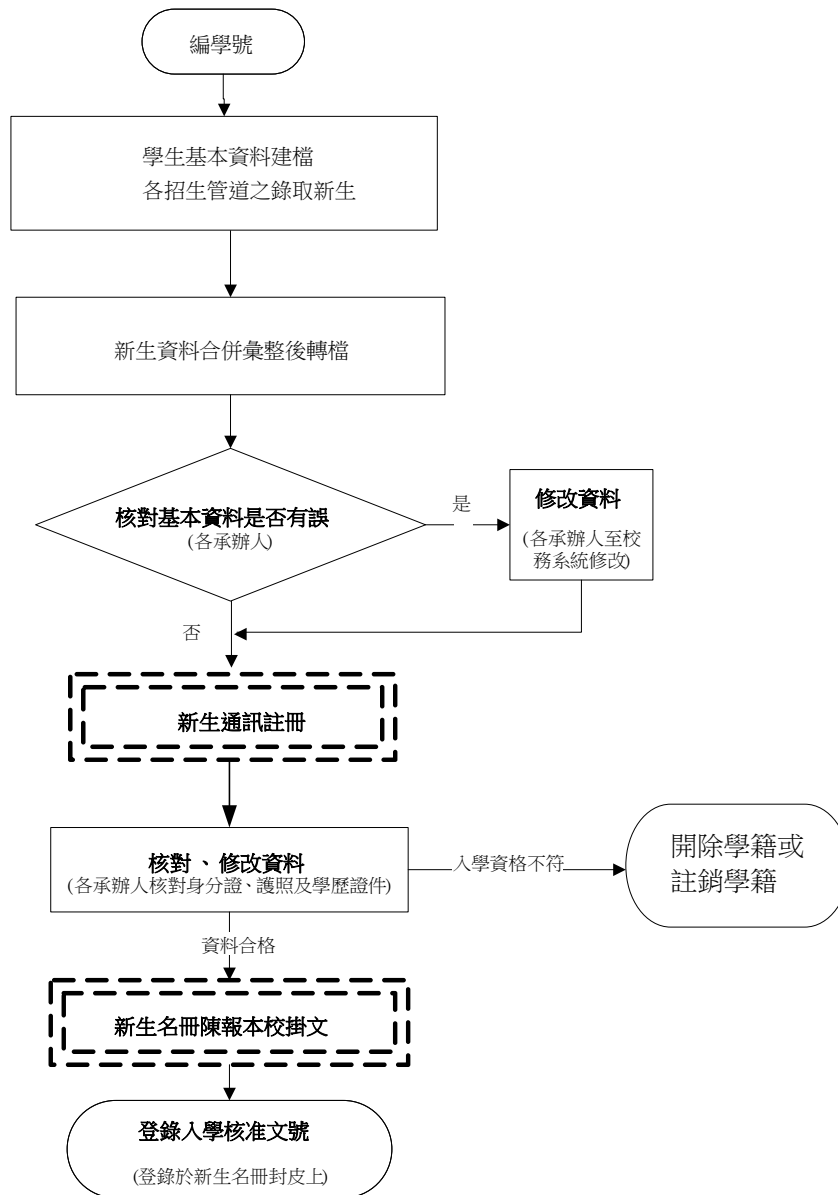 編學號
學生基本資料建檔
各招生管道之錄取新生
新生資料合併彙整後轉檔
核對基本資料是否有誤
(各承辦人)
是
修改資料
(各承辦人至校
務系統修改)
否
新生通訊註冊
核對、修改資料
(各承辦人核對身分證、護照及學歷證件)
入學資格不符
開除學籍或
註銷學籍
資料合格
新生名冊陳報本校掛文
登錄入學核准文號
(登錄於新生名冊封皮上)